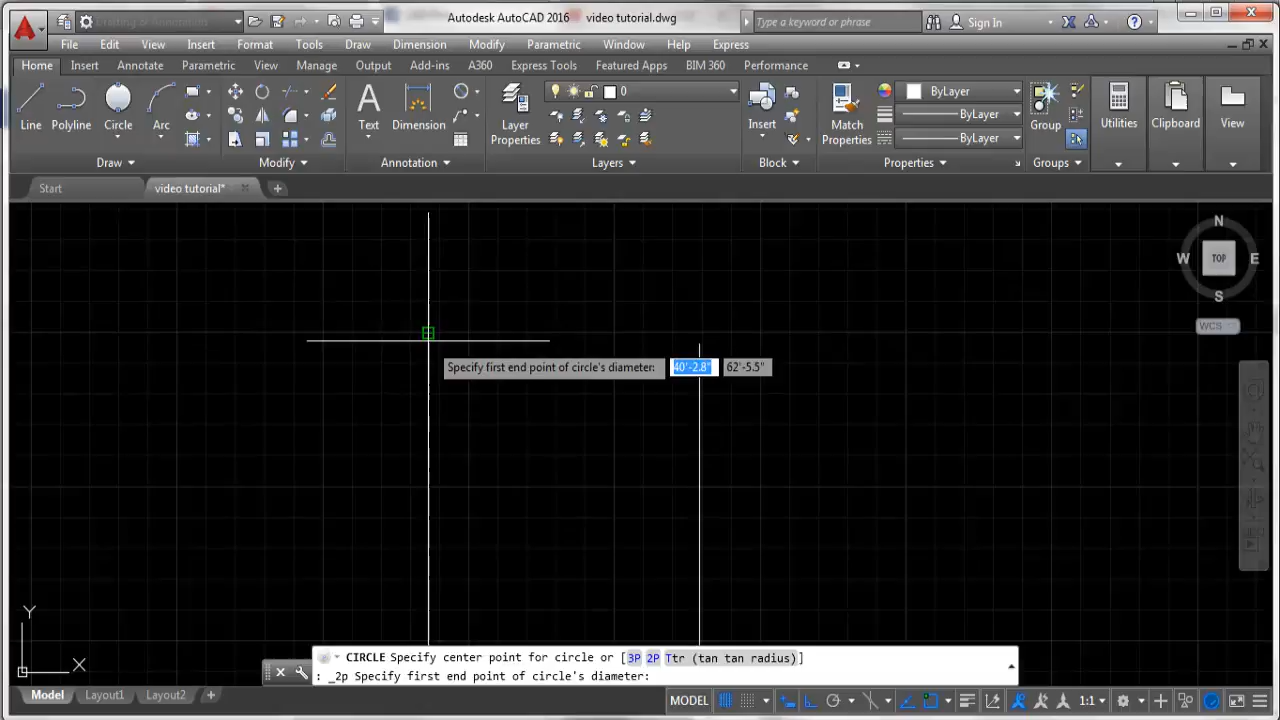 Drafting & Annotation
Autodesk AutoCAD 2016 video tutorial.dwg
Type a keyword or phrase
Sign In
File Edit View Insert Format Tools Draw Dimension Modify Parametric Window Help Express
Home Insert Annotate Parametric View Manage Output Add-ins A360 Express Tools Featured Apps BIM 360 Performance
0
ByLayer
ByLayer
ByLayer
Line Polyline Circle Arc
A
Text Dimension
Layer
Properties
Insert
Match
Properties
Group
Utilities
Clipboard
View
Draw Modify Annotation Layers Block Properties Groups
Start video tutorial* +
N
W TOP E
S
WCS
Specify first end point of circle's diameter: 40'-2.8" 62'-5.5"
Y
X
CIRCLE Specify center point for circle or [3P 2P Ttr (tan tan radius)]
: _2p Specify first end point of circle's diameter:
Model Layout1 Layout2 +
MODEL 1:1